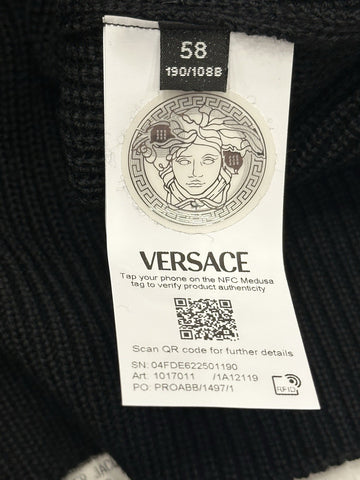 58
190/108B
VERSACE
Tap your phone on the NFC Medusa
tag to verify product authenticity
Scan QR code for further details
SN: 04FDE622501190
Art. 1017011 /1A12119
PO: PROABB/1497/1
RFID